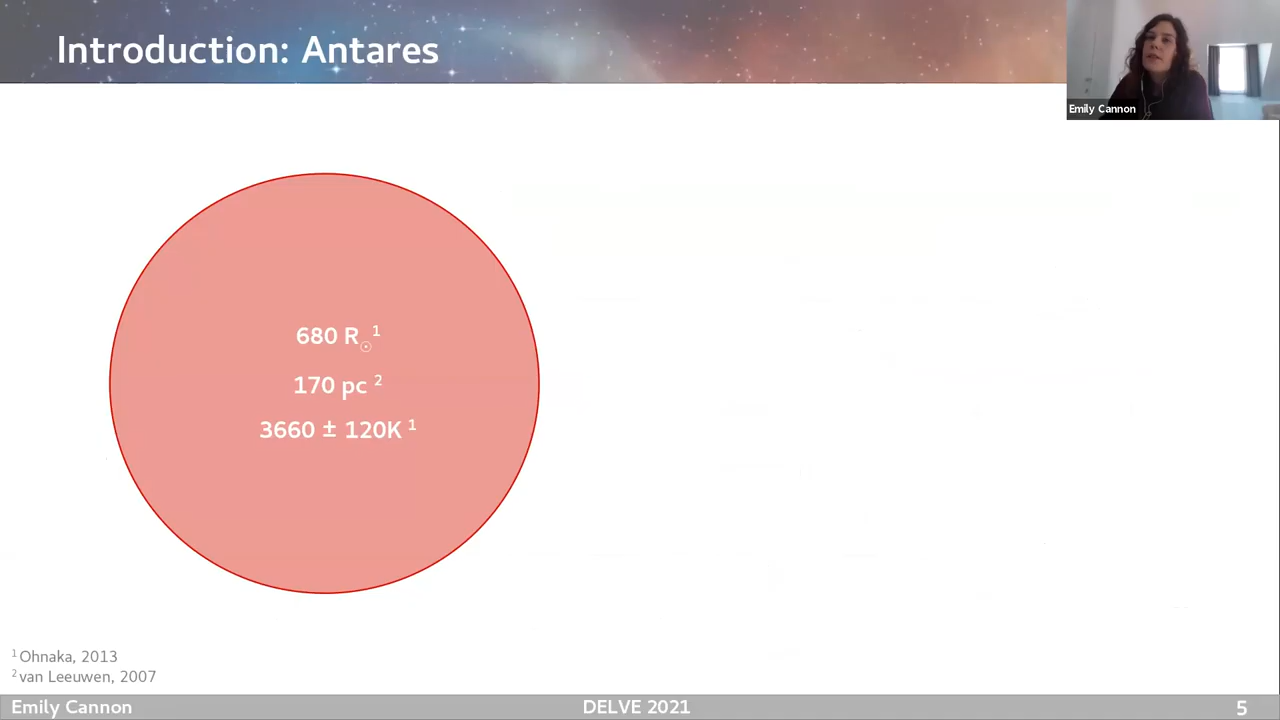 Introduction: Antares
Emily Cannon
680 R☉¹
170 pc ²
3660 ± 120K ¹
¹ Ohnaka, 2013
² van Leeuwen, 2007
Emily Cannon
DELVE 2021
5